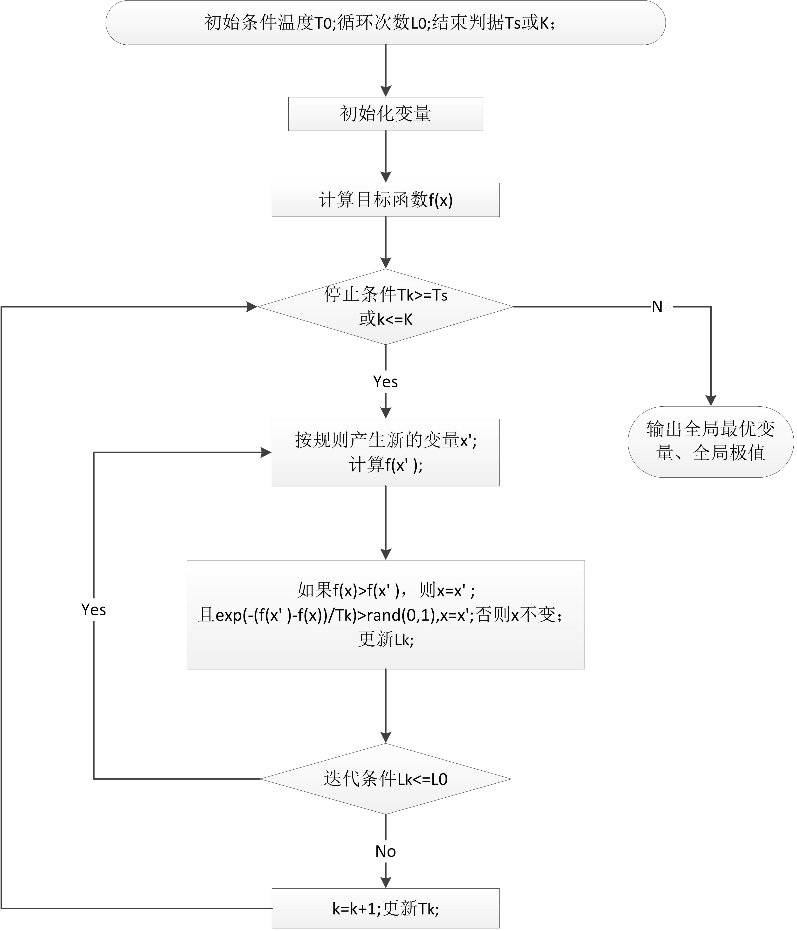 初始条件温度T0;循环次数L0;结束判据Ts或K;
初始化变量
计算目标函数f(x)
停止条件Tk>=Ts
或k<=K
N
Yes
输出全局最优变
量、全局极值
按规则产生新的变量x';
计算f(x' );
如果f(x)>f(x' )，则x=x' ;
且exp(-(f(x' )-f(x))/Tk)>rand(0,1),x=x';否则x不变；
更新Lk;
Yes
迭代条件Lk<=L0
No
k=k+1;更新Tk;